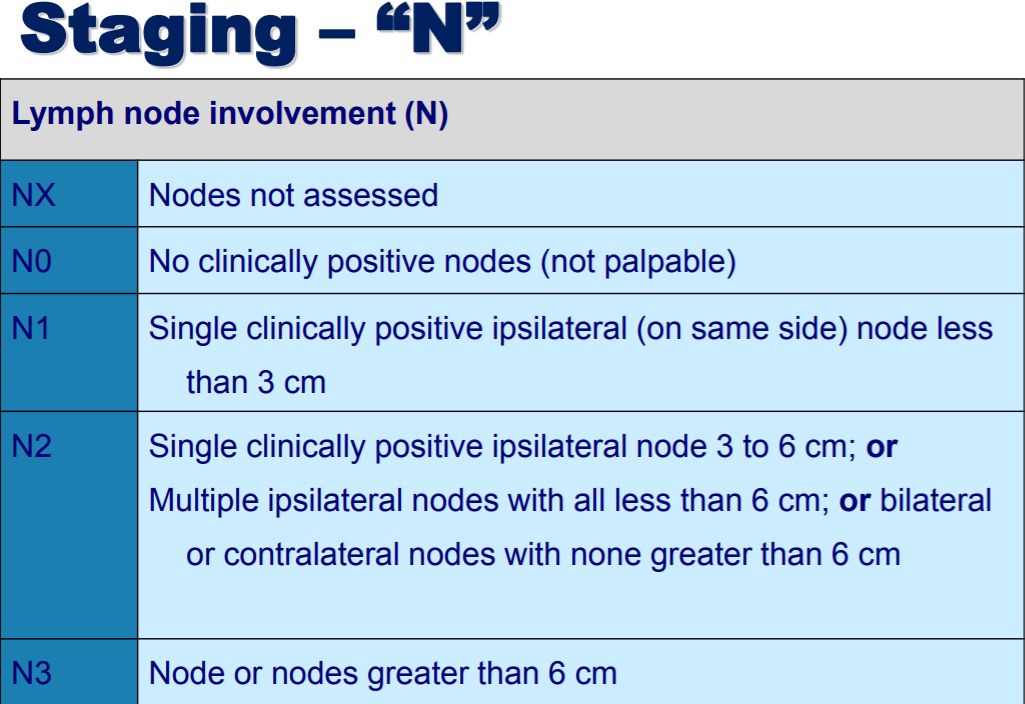 Staging – “N”
Lymph node involvement (N)
NX Nodes not assessed
N0 No clinically positive nodes (not palpable)
N1 Single clinically positive ipsilateral (on same side) node less
than 3 cm
N2 Single clinically positive ipsilateral node 3 to 6 cm; or
Multiple ipsilateral nodes with all less than 6 cm; or bilateral
or contralateral nodes with none greater than 6 cm
N3 Node or nodes greater than 6 cm